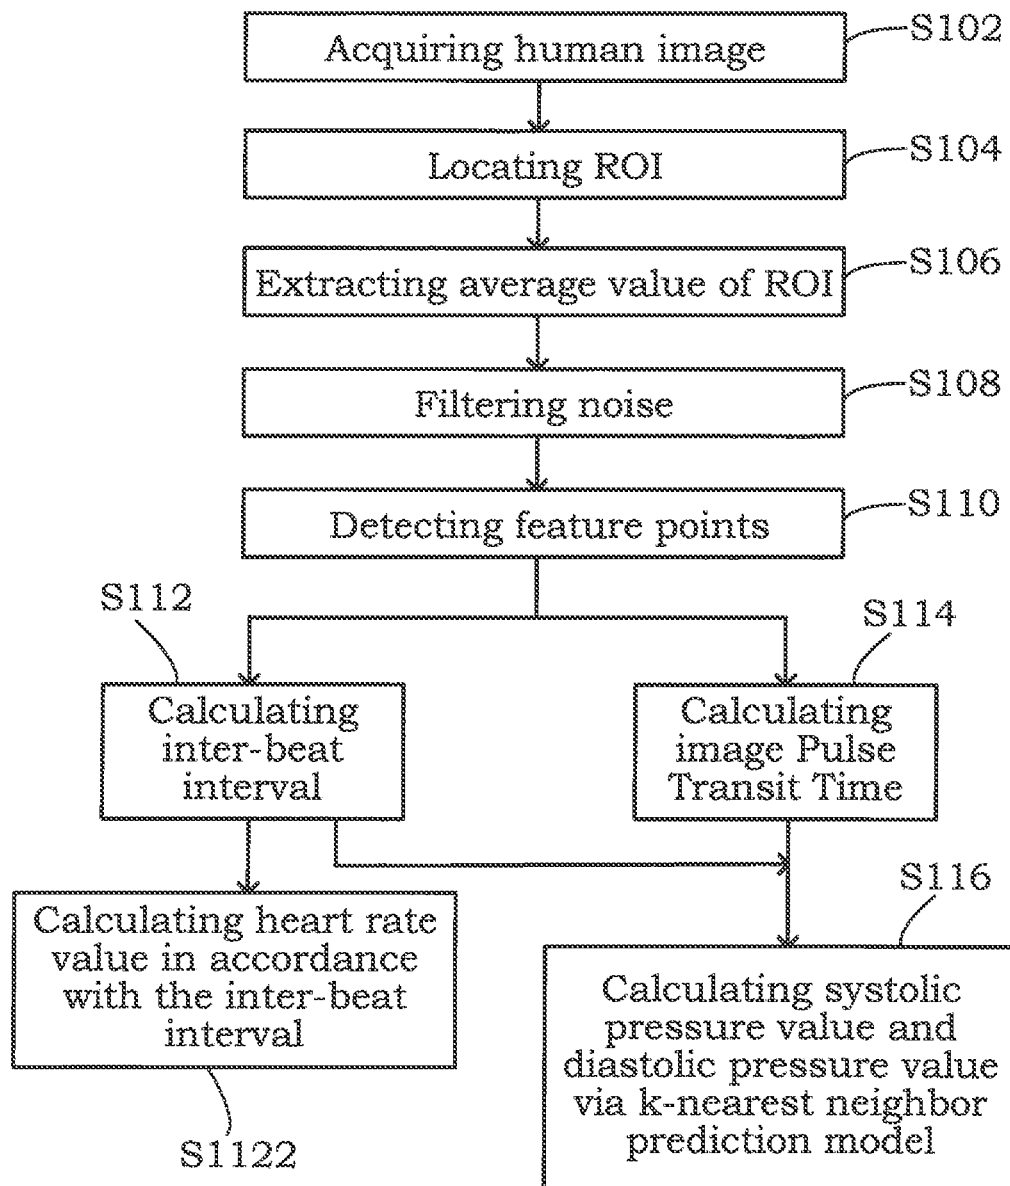 Acquiring human image
S102
Locating ROI
S104
Extracting average value of ROI
S106
Filtering noise
S108
Detecting feature points
S110
S112
S114
Calculating
inter-beat
interval
Calculating
image Pulse
Transit Time
S116
Calculating heart rate
value in accordance
with the inter-beat
interval
Calculating systolic
pressure value and
diastolic pressure value
via k-nearest neighbor
prediction model
S1122